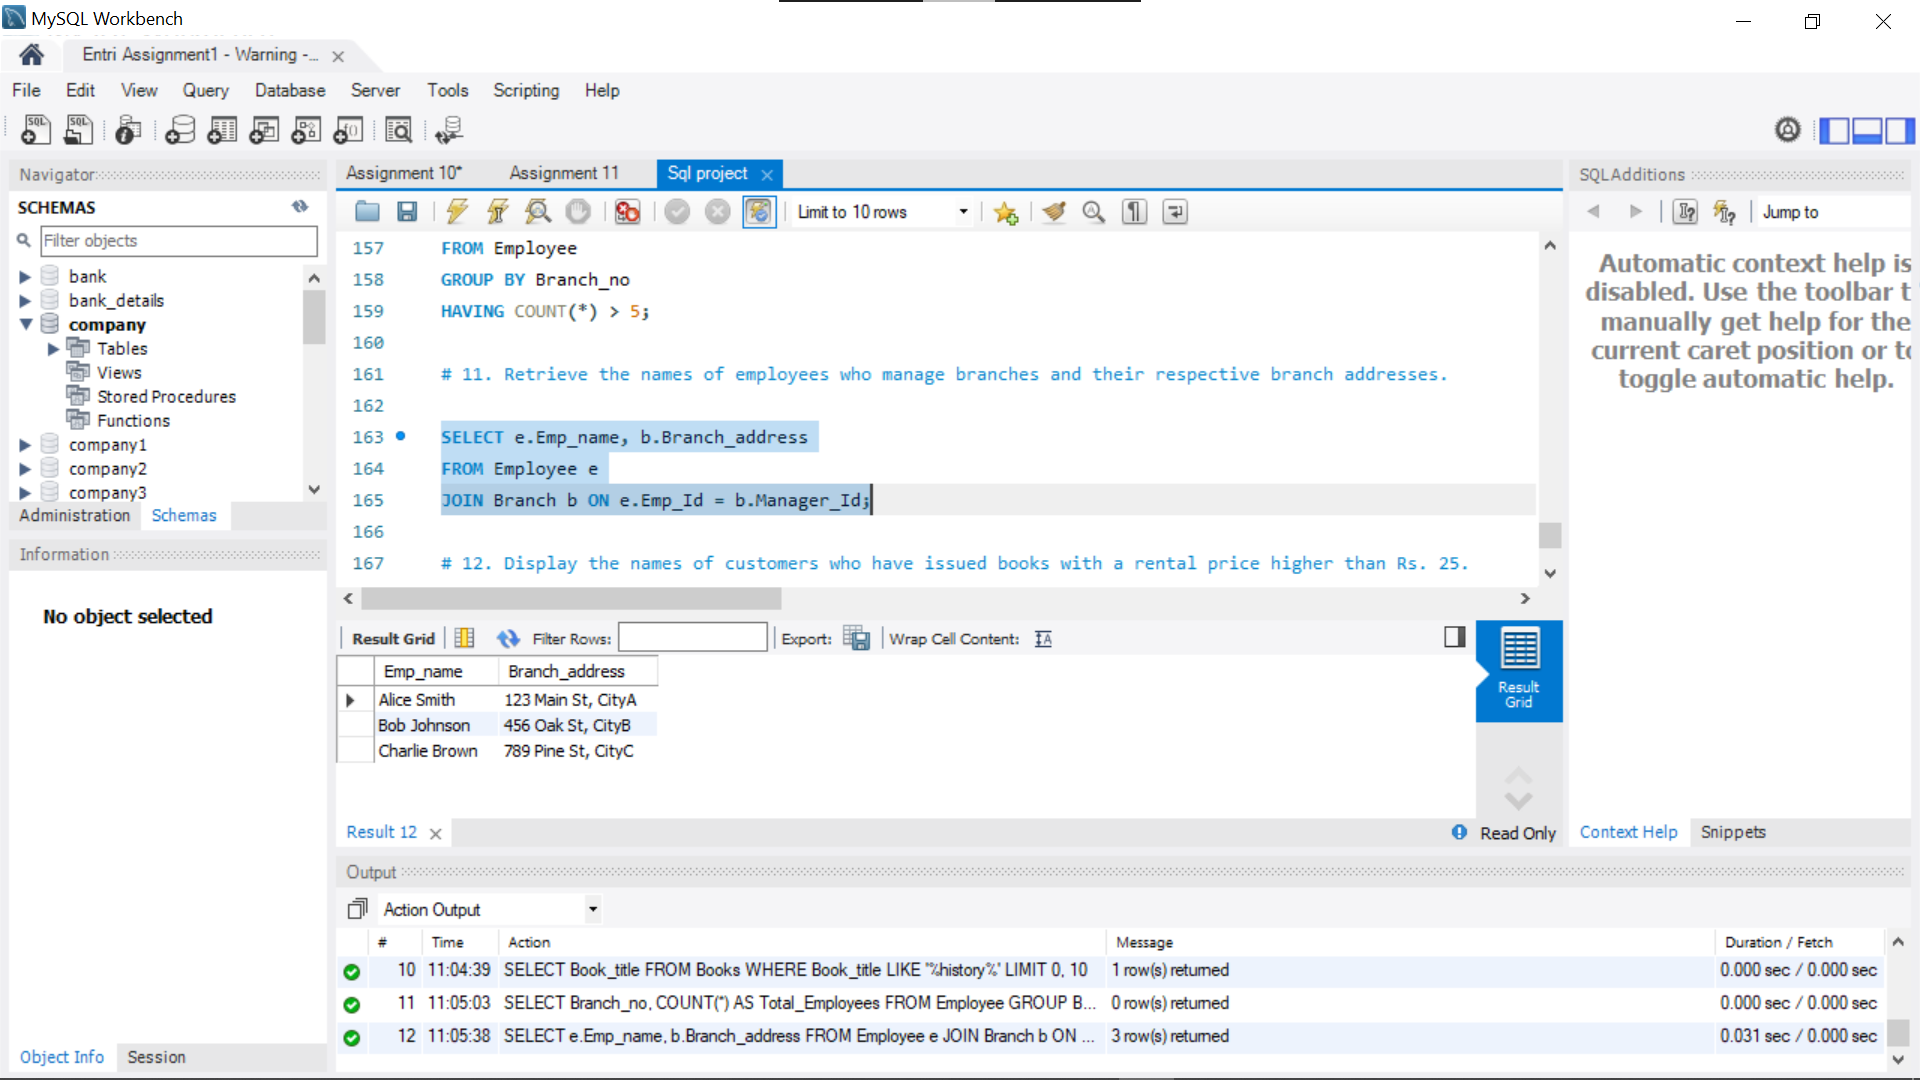 MySQL Workbench
Entri Assignment1 - Warning -...
File Edit View Query Database Server Tools Scripting Help
Navigator
SCHEMAS
Filter objects
bank
bank_details
company
Tables
Views
Stored Procedures
Functions
company1
company2
company3
Administration Schemas
Information
No object selected
Object Info Session
Assignment 10* Assignment 11 Sql project
Limit to 10 rows
157 FROM Employee
158 GROUP BY Branch_no
159 HAVING COUNT(*) > 5;
160
161 # 11. Retrieve the names of employees who manage branches and their respective branch addresses.
162
163 SELECT e.Emp_name, b.Branch_address
164 FROM Employee e
165 JOIN Branch b ON e.Emp_Id = b.Manager_Id;
166
167 # 12. Display the names of customers who have issued books with a rental price higher than Rs. 25.
Result Grid Filter Rows: Export: Wrap Cell Content:
Emp_name Branch_address
Alice Smith 123 Main St, CityA
Bob Johnson 456 Oak St, CityB
Charlie Brown 789 Pine St, CityC
Result
Grid
Result 12 Read Only
SQLAdditions
Jump to
Automatic context help is
disabled. Use the toolbar t
manually get help for the
current caret position or to
toggle automatic help.
Context Help Snippets
Output
Action Output
# Time Action Message Duration / Fetch
10 11:04:39 SELECT Book_title FROM Books WHERE Book_title LIKE '%history%' LIMIT 0, 10 1 row(s) returned 0.000 sec / 0.000 sec
11 11:05:03 SELECT Branch_no, COUNT(*) AS Total_Employees FROM Employee GROUP B... 0 row(s) returned 0.000 sec / 0.000 sec
12 11:05:38 SELECT e.Emp_name, b.Branch_address FROM Employee e JOIN Branch b ON ... 3 row(s) returned 0.031 sec / 0.000 sec